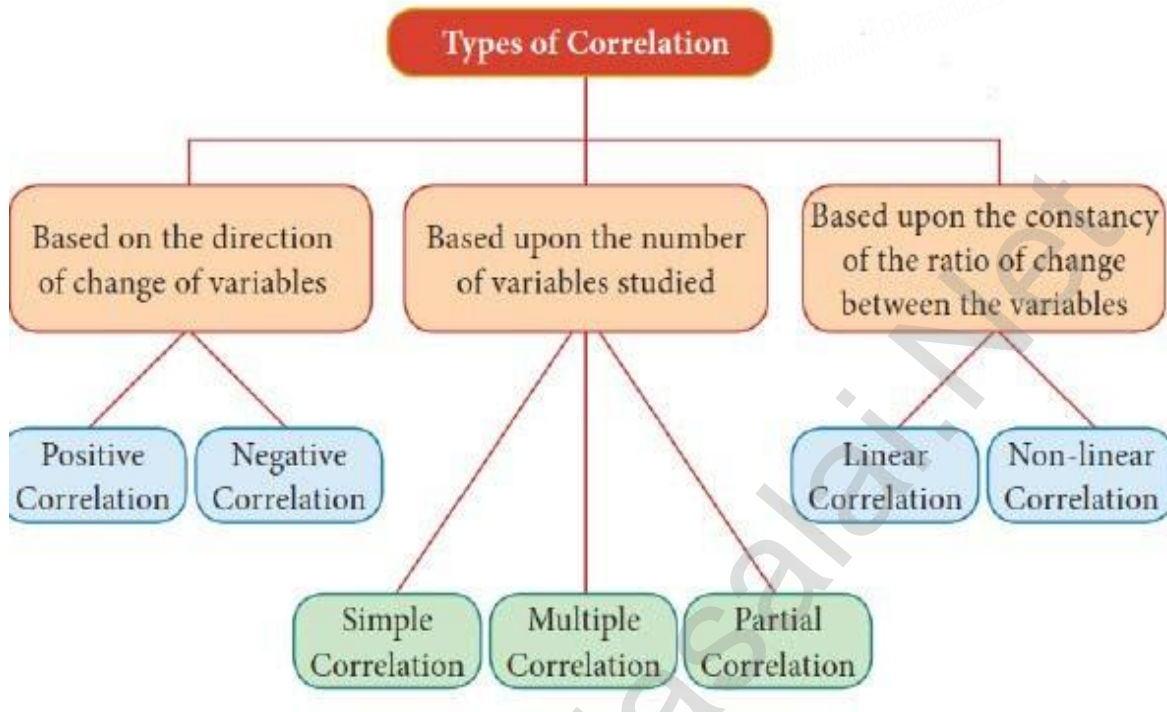 Types of Correlation
Based on the direction
of change of variables
Based upon the number
of variables studied
Based upon the constancy
of the ratio of change
between the variables
Positive
Correlation
Negative
Correlation
Linear
Correlation
Non-linear
Correlation
Simple
Correlation
Multiple
Correlation
Partial
Correlation